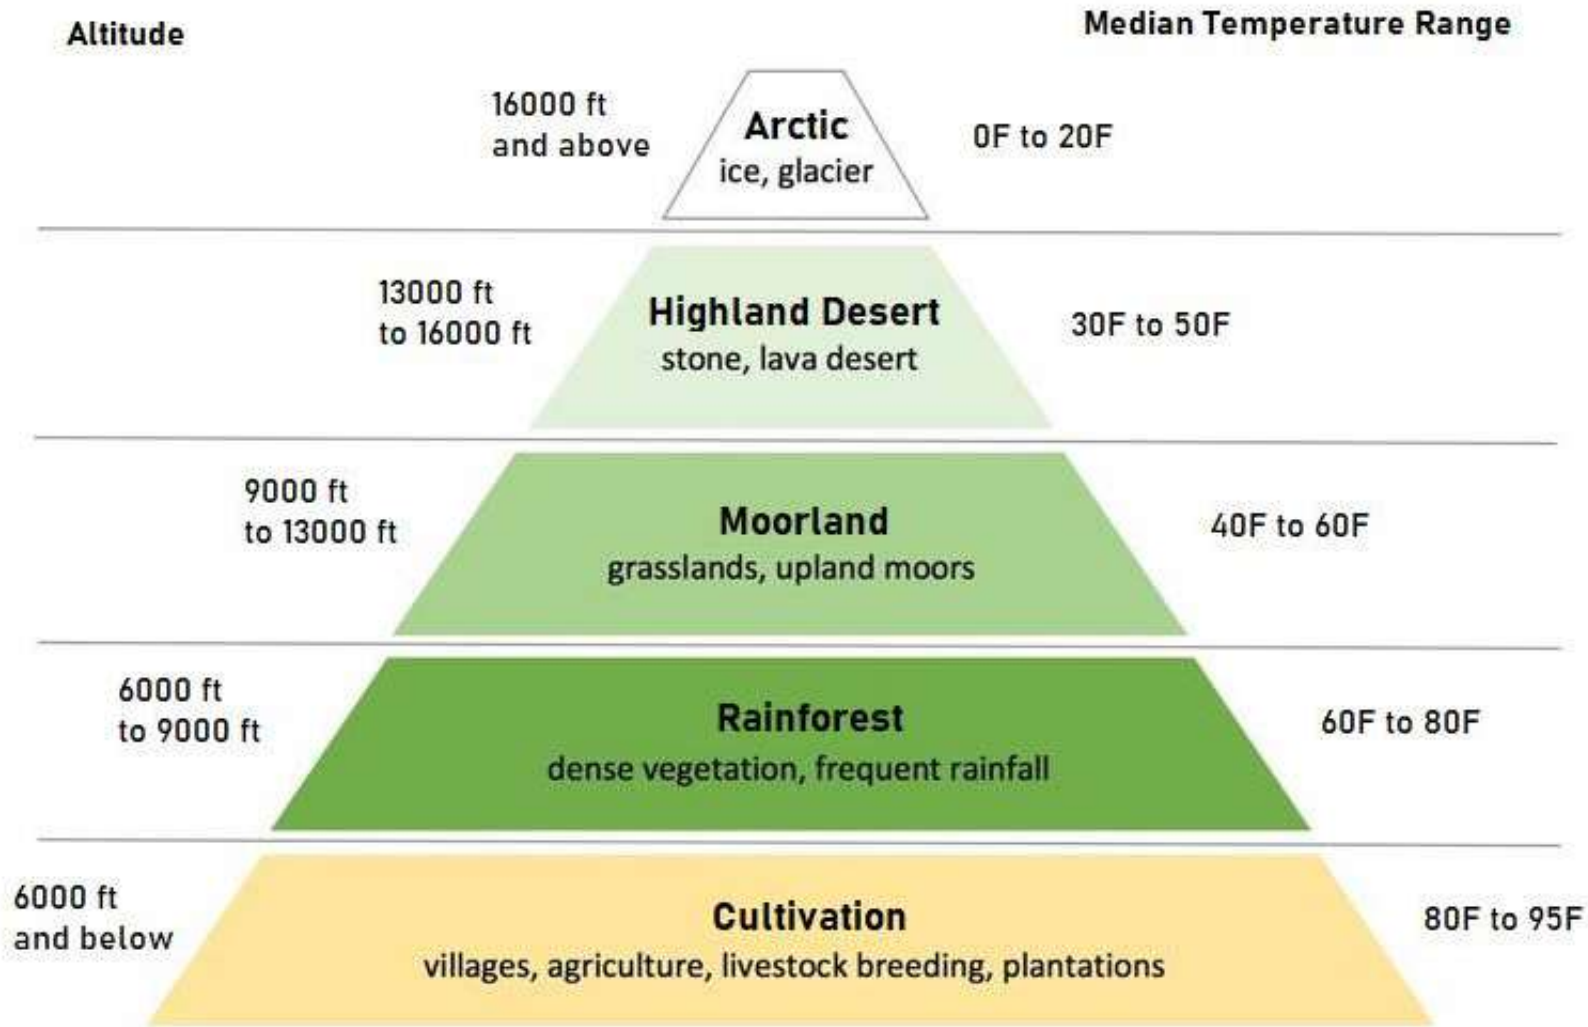 Altitude
Median Temperature Range
16000 ft
and above
Arctic
ice, glacier
0F to 20F
13000 ft
to 16000 ft
Highland Desert
stone, lava desert
30F to 50F
9000 ft
to 13000 ft
Moorland
grasslands, upland moors
40F to 60F
6000 ft
to 9000 ft
Rainforest
dense vegetation, frequent rainfall
60F to 80F
6000 ft
and below
Cultivation
villages, agriculture, livestock breeding, plantations
80F to 95F